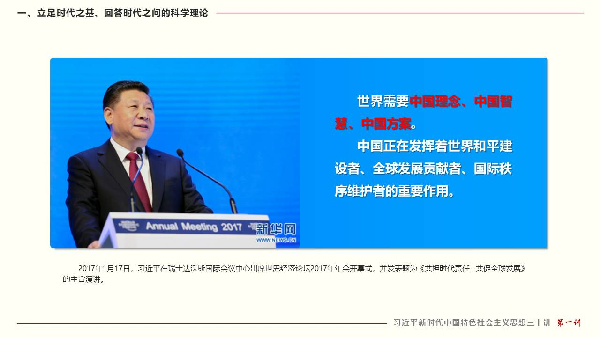 一、立足时代之基、回答时代之问的科学理论
世界需要中国理念、中国智
慧、中国方案。
中国正在发挥着世界和平建
设者、全球发展贡献者、国际秩
序维护者的重要作用。
Annual Meeting 2017
新华网
WWW.NEWS.CN
2017年1月17日，习近平在瑞士达沃斯国际会议中心出席世界经济论坛2017年年会开幕式，并发表题为《共担时代责任 共促全球发展》
的主旨演讲。
习近平新时代中国特色社会主义思想三十讲 第一讲